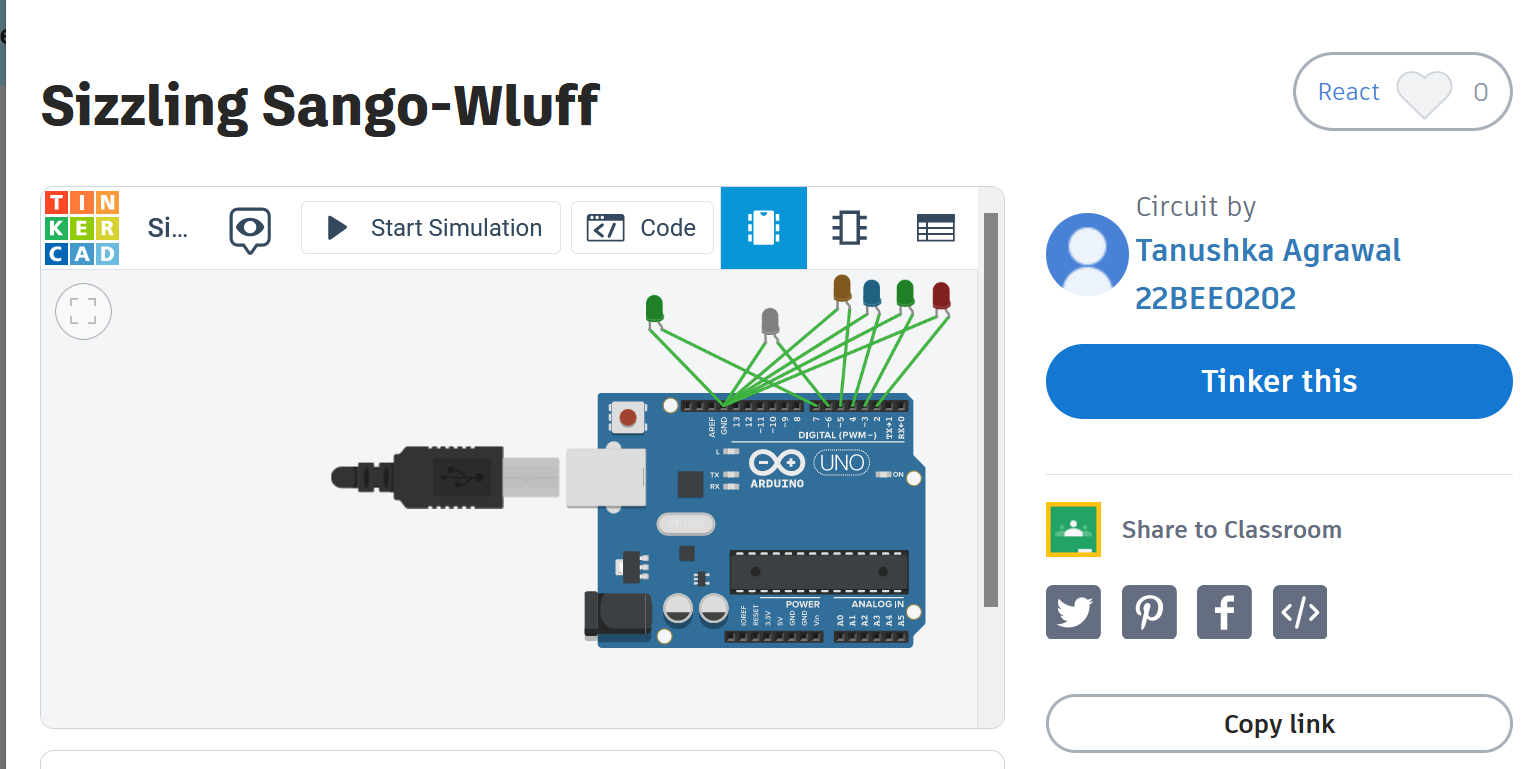 Sizzling Sango-Wluff
React 0
TIN
KER
CAD
Si...
Start Simulation
Code
Circuit by
Tanushka Agrawal
22BEE0202
Tinker this
AREF
GND
13
12
~11
~10
~9
8
7
~6
~5
4
~3
2
TX→1
RX←0
DIGITAL (PWM~)
L
TX
RX
UNO
ARDUINO
ON
POWER
ANALOG IN
IOREF
RESET
3.3V
5V
GND
GND
Vin
A0
A1
A2
A3
A4
A5
Share to Classroom
Copy link